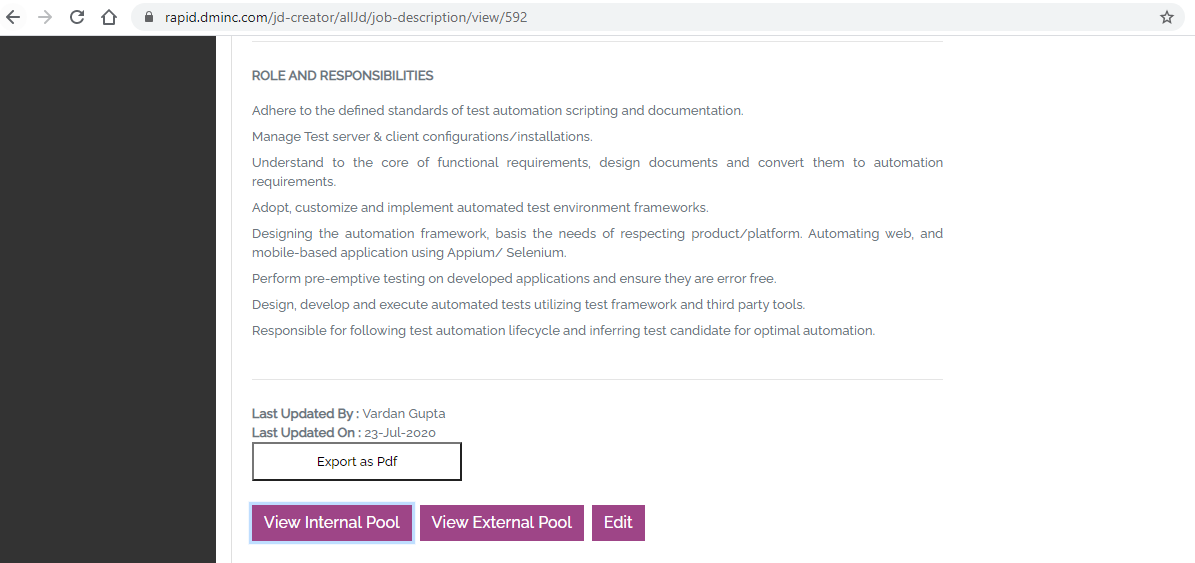 rapid.dminc.com/jd-creator/allJd/job-description/view/592
ROLE AND RESPONSIBILITIES
Adhere to the defined standards of test automation scripting and documentation.
Manage Test server & client configurations/installations.
Understand to the core of functional requirements, design documents and convert them to automation
requirements.
Adopt, customize and implement automated test environment frameworks.
Designing the automation framework, basis the needs of respecting product/platform. Automating web, and
mobile-based application using Appium/ Selenium.
Perform pre-emptive testing on developed applications and ensure they are error free.
Design, develop and execute automated tests utilizing test framework and third party tools.
Responsible for following test automation lifecycle and inferring test candidate for optimal automation.
Last Updated By : Vardan Gupta
Last Updated On : 23-Jul-2020
Export as Pdf
View Internal Pool View External Pool Edit